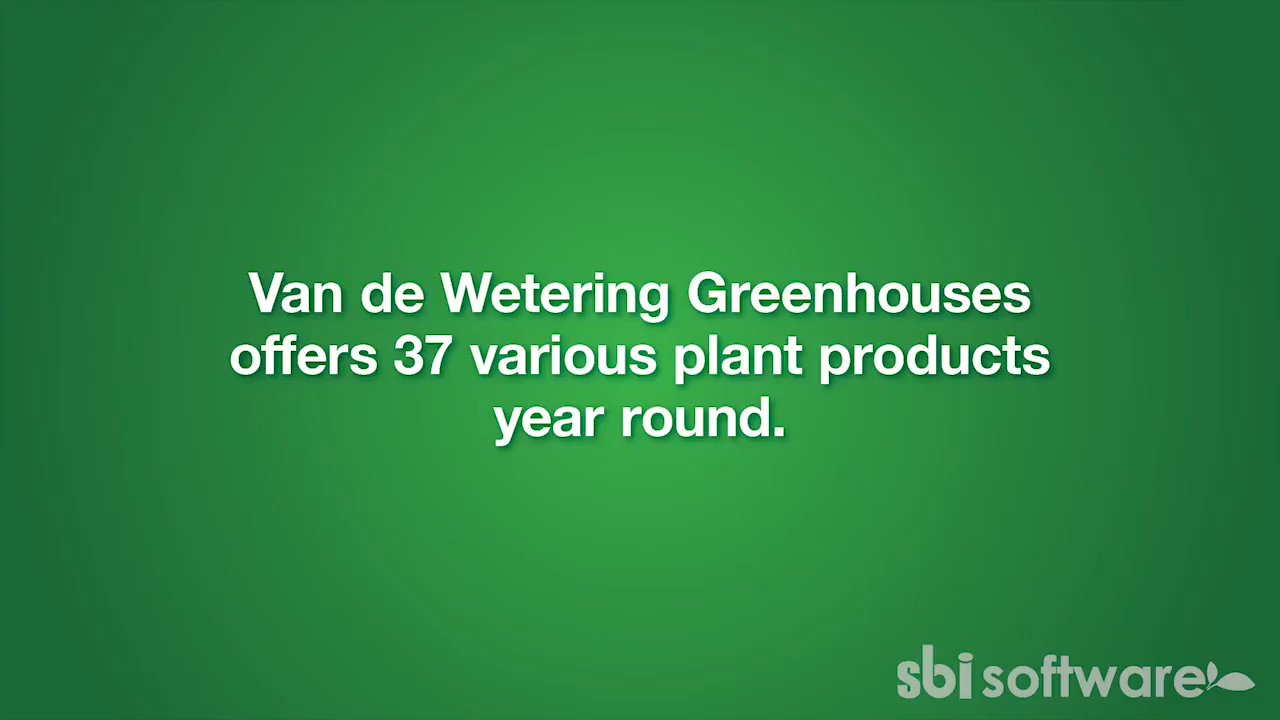 Van de Wetering Greenhouses
offers 37 various plant products
year round.
sbi software